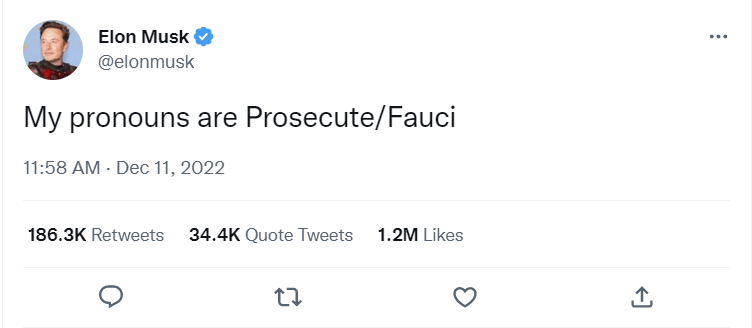 Elon Musk
@elonmusk
My pronouns are Prosecute/Fauci
11:58 AM · Dec 11, 2022
186.3K Retweets 34.4K Quote Tweets 1.2M Likes